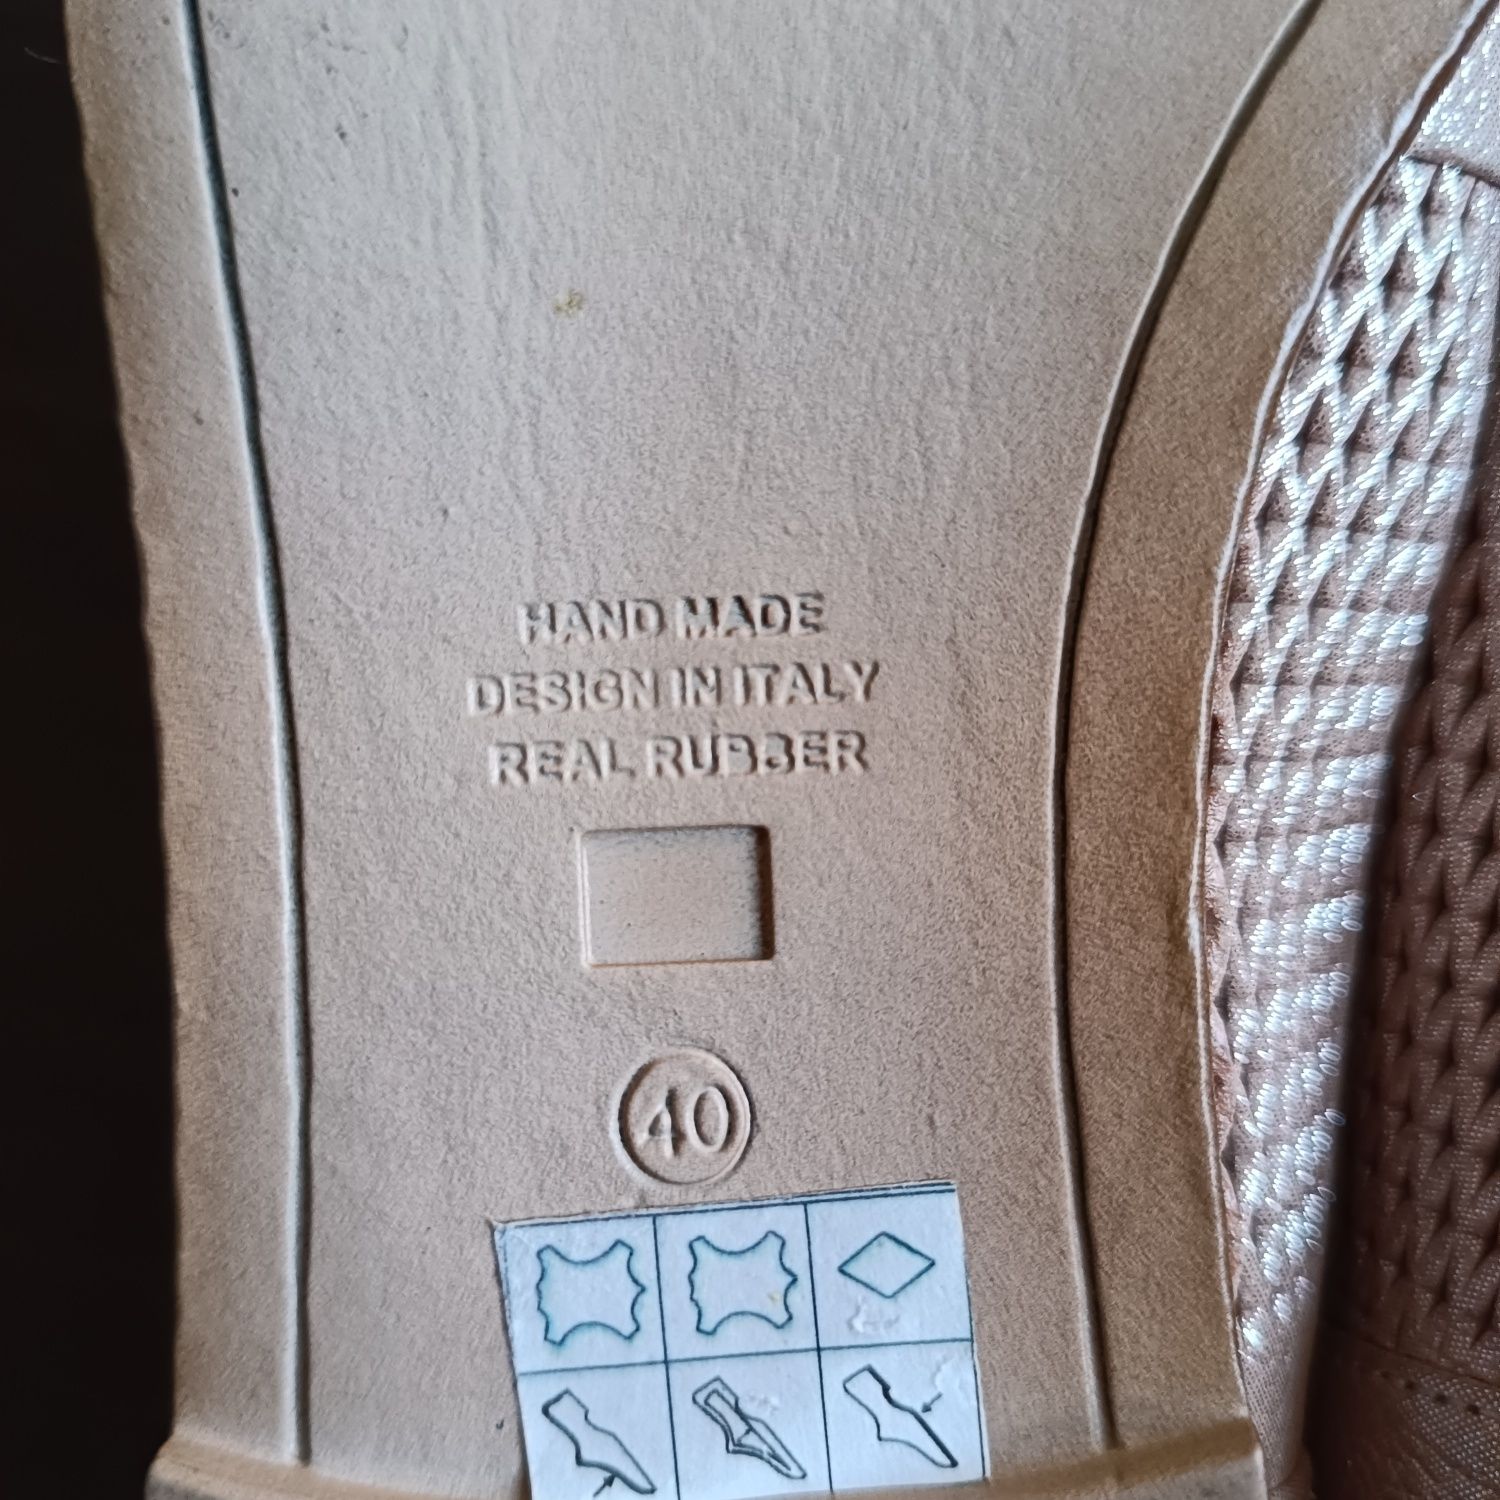 HAND MADE
DESIGN IN ITALY
REAL RUBBER
40